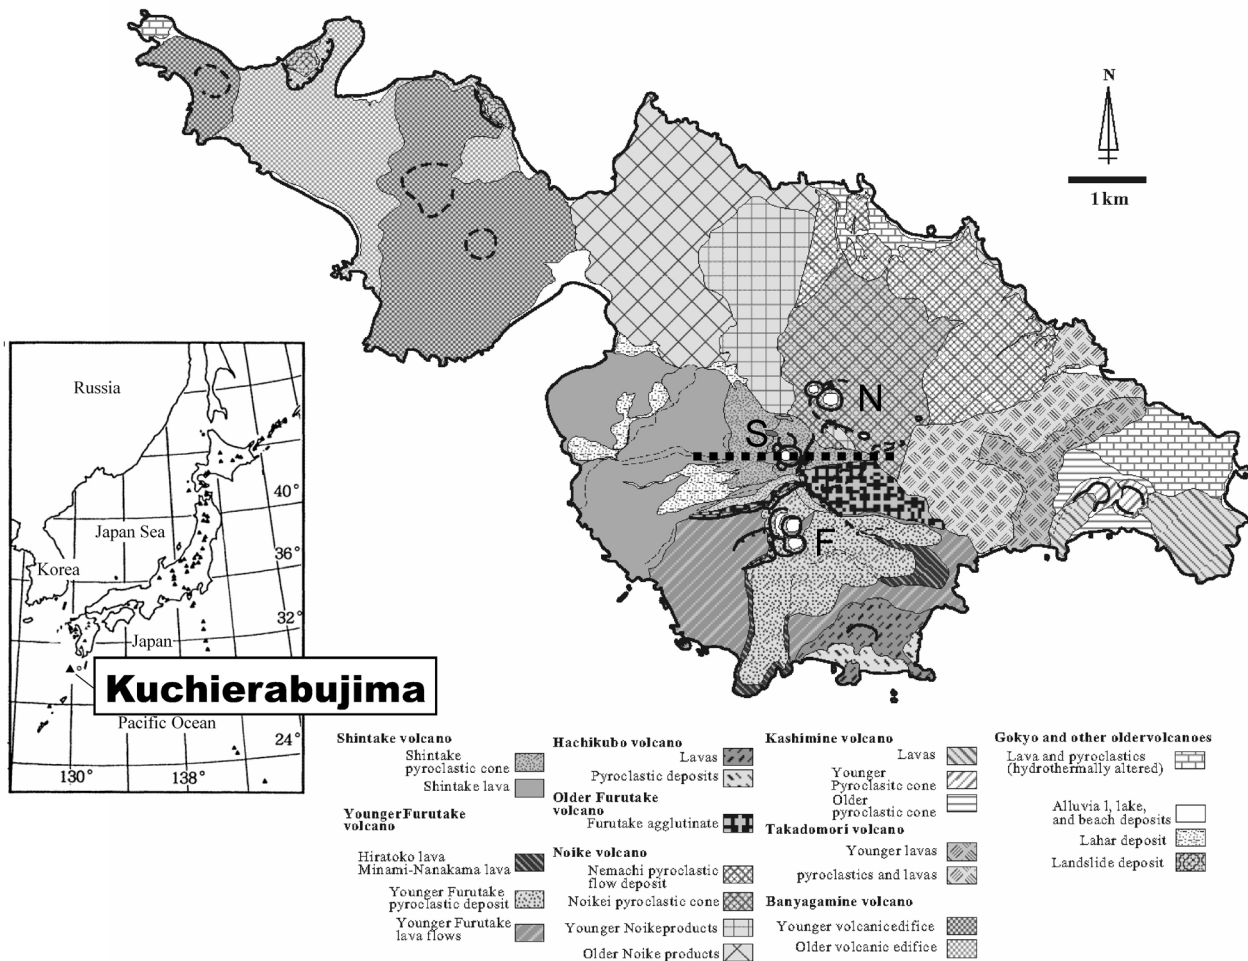 N
1km
N
S
F
Russia
40°
Japan Sea
36°
Korea
32°
Japan
Kuchierabujima
Pacific Ocean
24°
130°
138°
Shintake volcano
Shintake
pyroclastic cone
Shintake lava
YoungerFurutake
volcano
Hiratoko lava
Minami-Nanakama lava
Younger Furutake
pyroclastic deposit
Younger Furutake
lava flows
Hachikubo volcano
Lavas
Pyroclastic deposits
Older Furutake
volcano
Furutake agglutinate
Noike volcano
Nemachi pyroclastic
flow deposit
Noikei pyroclastic cone
Younger Noikeproducts
Older Noike products
Kashimine volcano
Lavas
Younger
Pyroclasitc cone
Older
pyroclastic cone
Takadomori volcano
Younger lavas
pyroclastics and lavas
Banyagamine volcano
Younger volcanicedifice
Older volcanic edifice
Gokyo and other oldervolcanoes
Lava and pyroclastics
(hydrothermally altered)
Alluvia l, lake,
and beach deposits
Lahar deposit
Landslide deposit